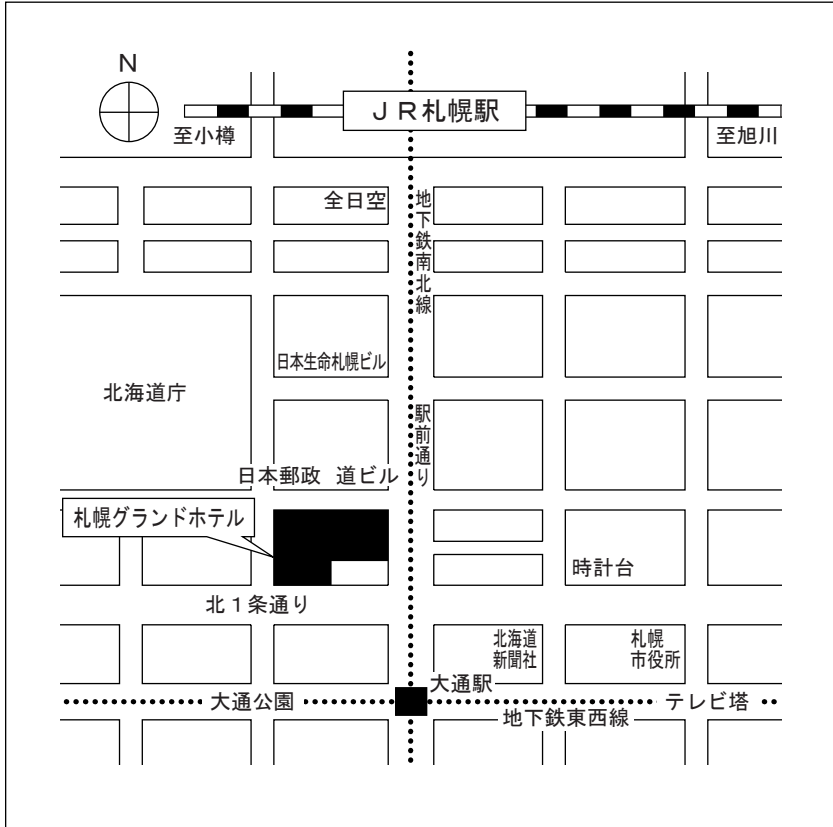 N
JR札幌駅
至小樽
至旭川
全日空
地下鉄南北線
日本生命札幌ビル
北海道庁
駅前通り
日本郵政 道ビル
札幌グランドホテル
時計台
北1条通り
北海道
新聞社
札幌
市役所
大通駅
大通公園
テレビ塔
地下鉄東西線